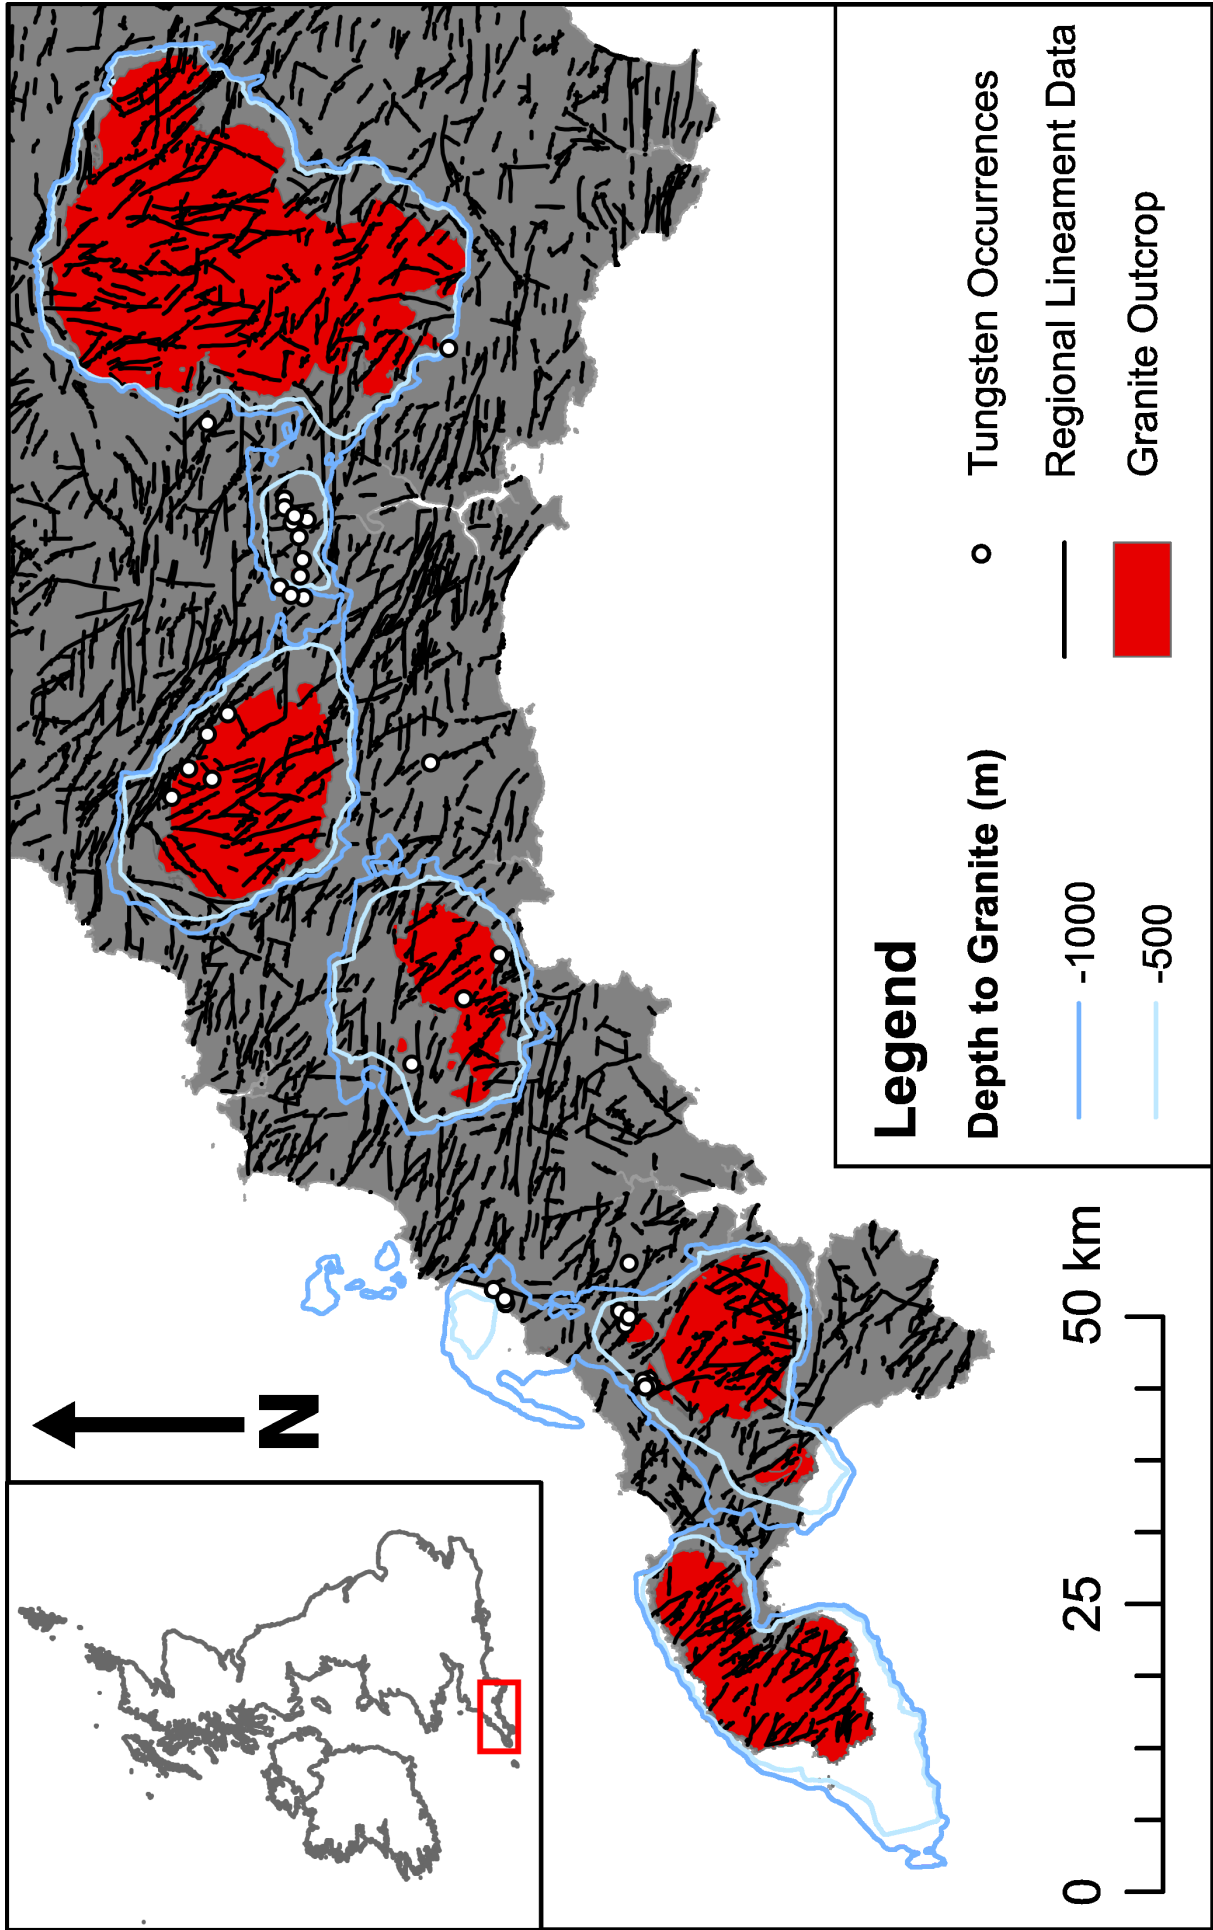 N
0
25
50 km
Legend
Depth to Granite (m)
-1000
-500
Tungsten Occurrences
Regional Lineament Data
Granite Outcrop